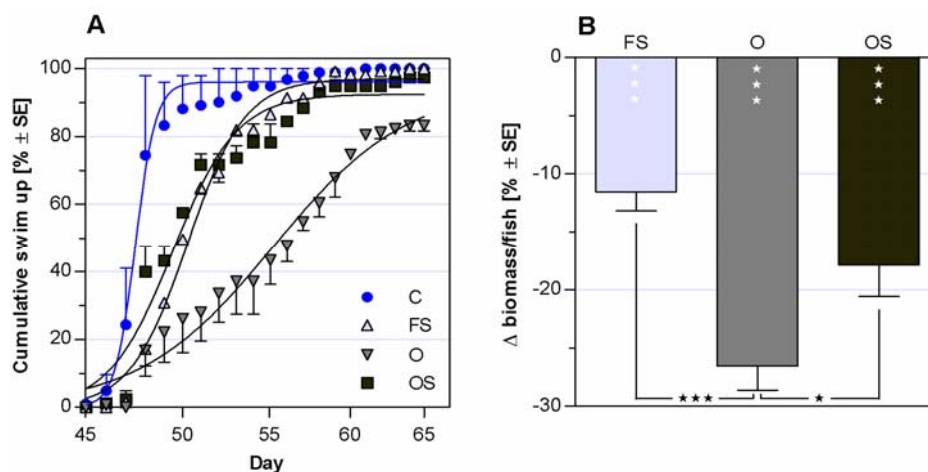 A
Cumulative swim up [% ± SE]
100
80
60
40
20
0
45
50
55
60
65
Day
C
FS
O
OS
B
FS
O
OS
Δ biomass/fish [% ± SE]
0
-10
-20
-30